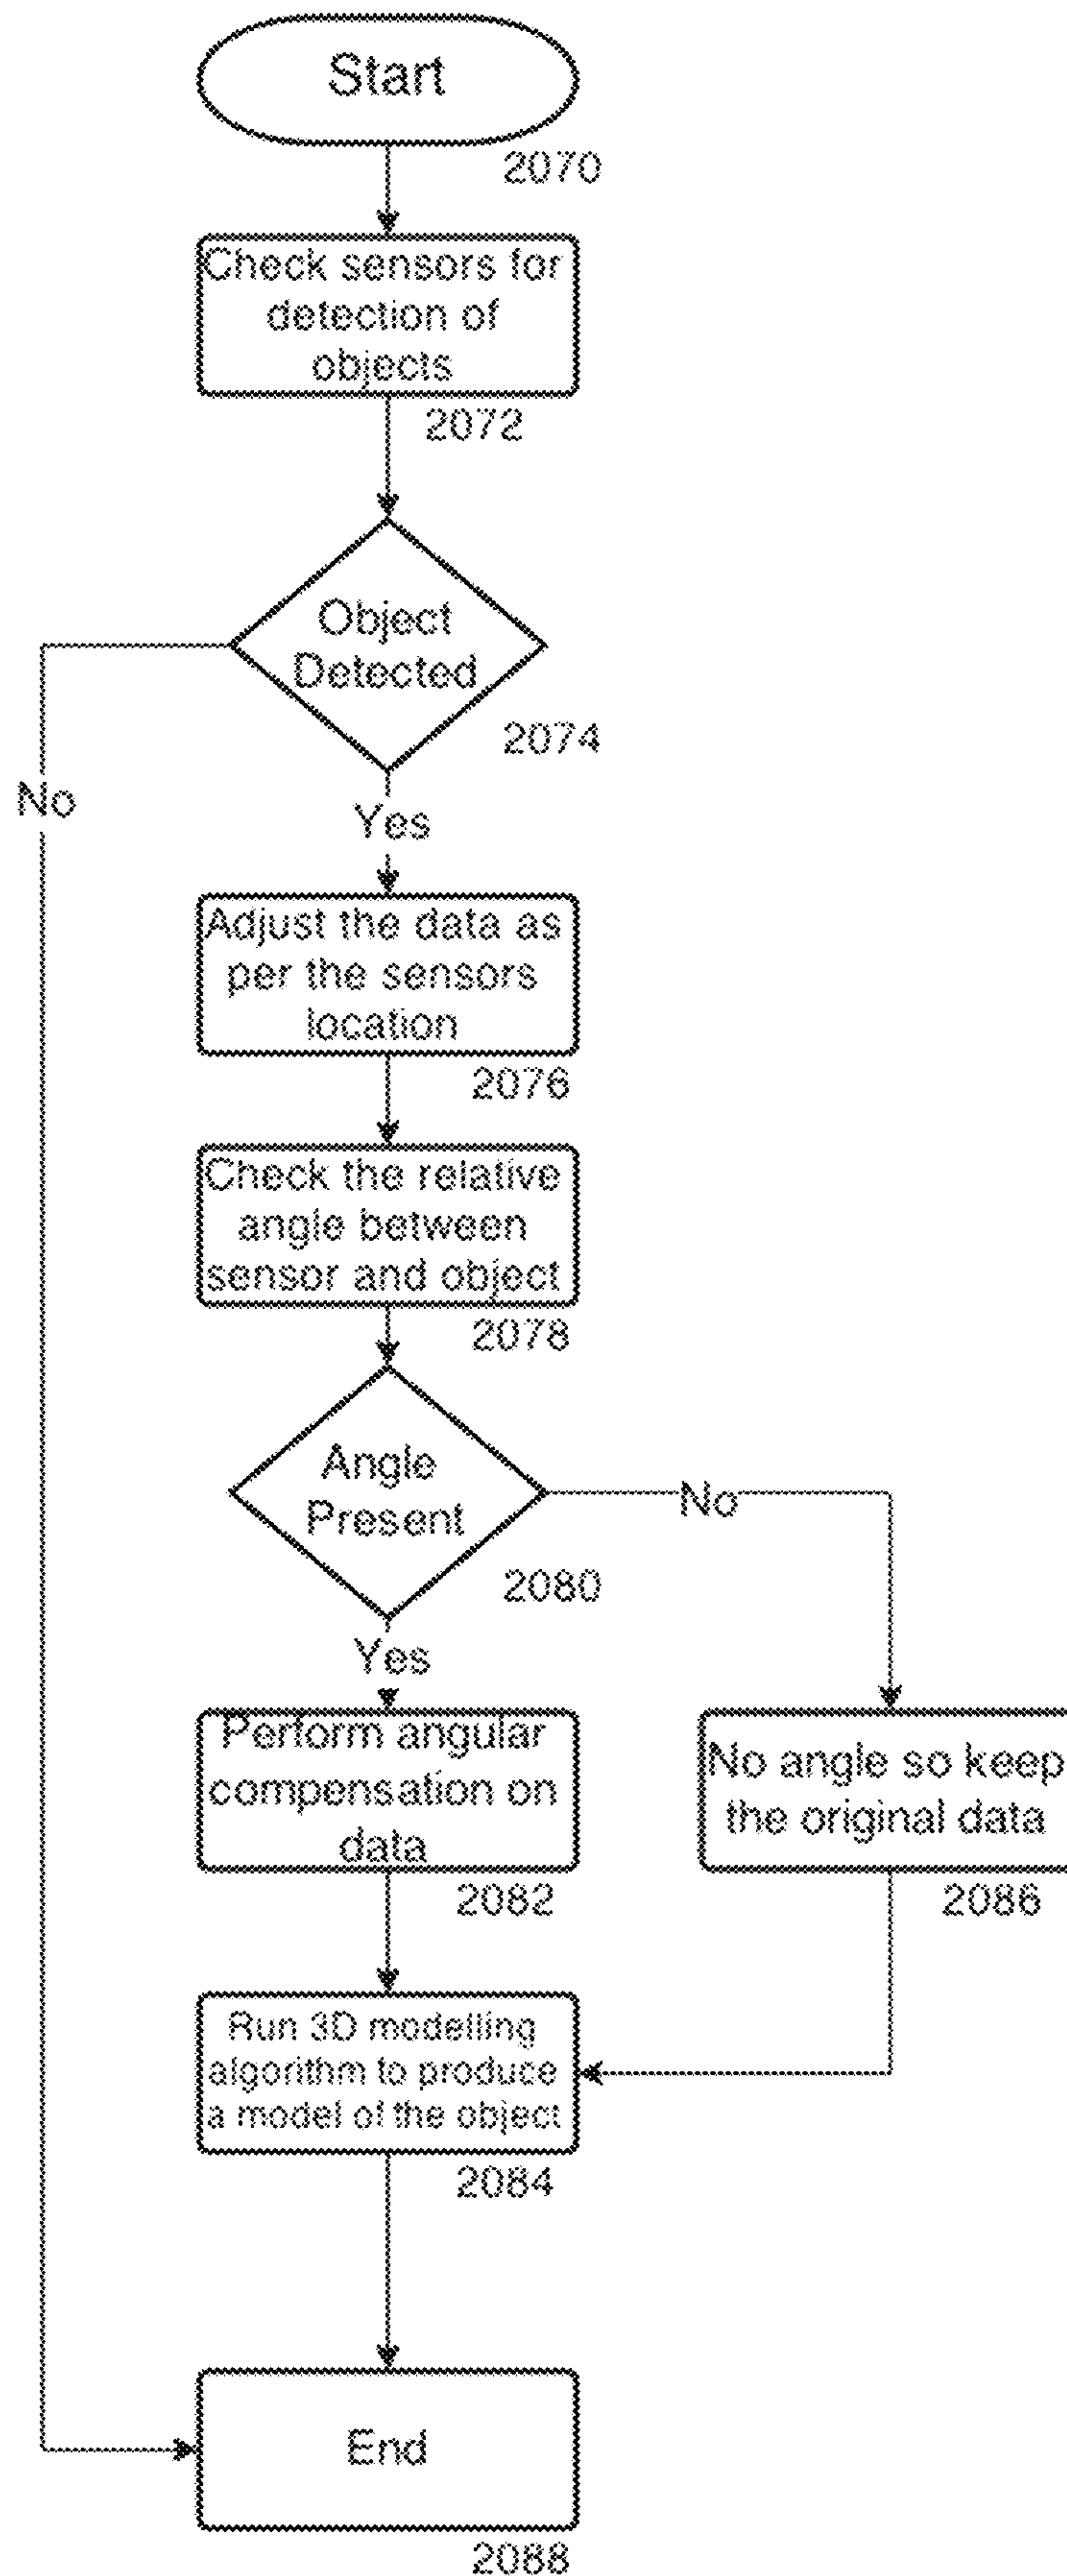 Start
2070
Check sensors for
detection of
objects
2072
Object
Detected
2074
No
Yes
Adjust the data as
per the sensors
location
2076
Check the relative
angle between
sensor and object
2078
Angle
Present
No
2080
Yes
Perform angular
compensation on
data
2082
No angle so keep
the original data
2086
Run 3D modelling
algorithm to produce
a model of the object
2084
End
2088